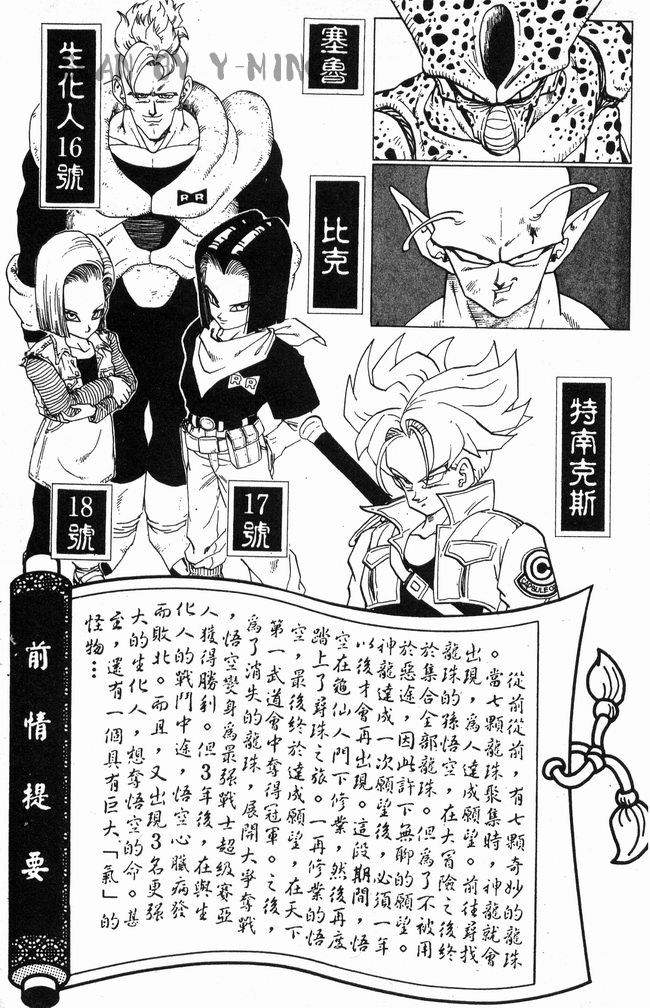 塞魯
AN BY Y-MIN
生化人16號
RR
比克
RR
特南克斯
18號
17號
C
CAPSULE C
從前從前,有七顆奇妙的龍珠
。當七顆龍珠聚集時,神龍就會
出現,為人達成願望。前往尋找
龍珠的孫悟空,在大冒險之後終
於集合全部龍珠。但為了不被用
於惡途,因此許下無聊的願望。
神龍達成一次願望後,必須一年
以後才會再出現。這段期間,悟
空在龜仙人門下修業,然後再度
踏上了尋珠之旅。一再修業的悟
空,最後終於達成願望,在天下
第一武道會中奪得冠軍。之後,
為了消失的龍珠,展開大爭奪戰
,悟空變身為最強戰士超級賽亞
人獲得勝利。但3年後,在與生
化人的戰鬥中途,悟空心臟病發
而敗北。而且,又出現3名更強
大的生化人,想奪悟空的命。甚
至,還有一個具有巨大「氣」的
怪物…
前情提要